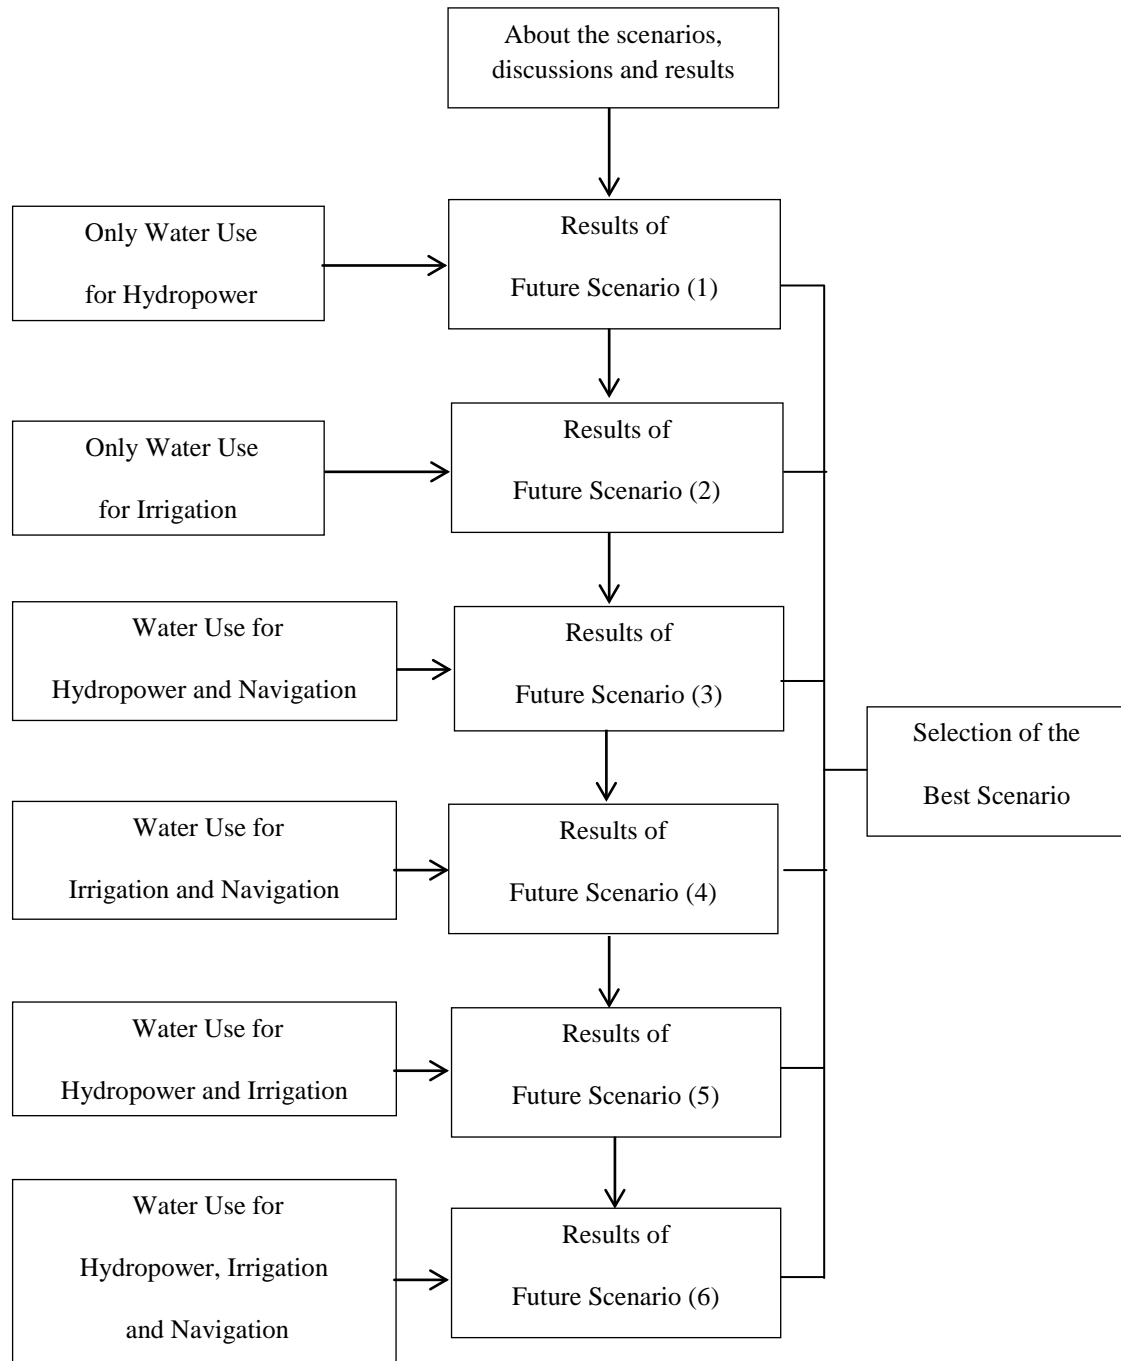 About the scenarios,
discussions and results
Only Water Use
for Hydropower
Results of
Future Scenario (1)
Only Water Use
for Irrigation
Results of
Future Scenario (2)
Water Use for
Hydropower and Navigation
Results of
Future Scenario (3)
Selection of the
Best Scenario
Water Use for
Irrigation and Navigation
Results of
Future Scenario (4)
Water Use for
Hydropower and Irrigation
Results of
Future Scenario (5)
Water Use for
Hydropower, Irrigation
and Navigation
Results of
Future Scenario (6)